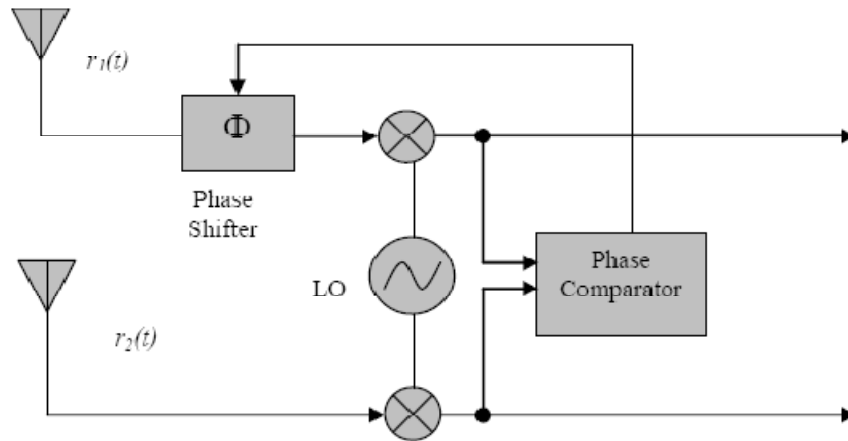 r1(t)
Φ
Phase
Shifter
LO
Phase
Comparator
r2(t)